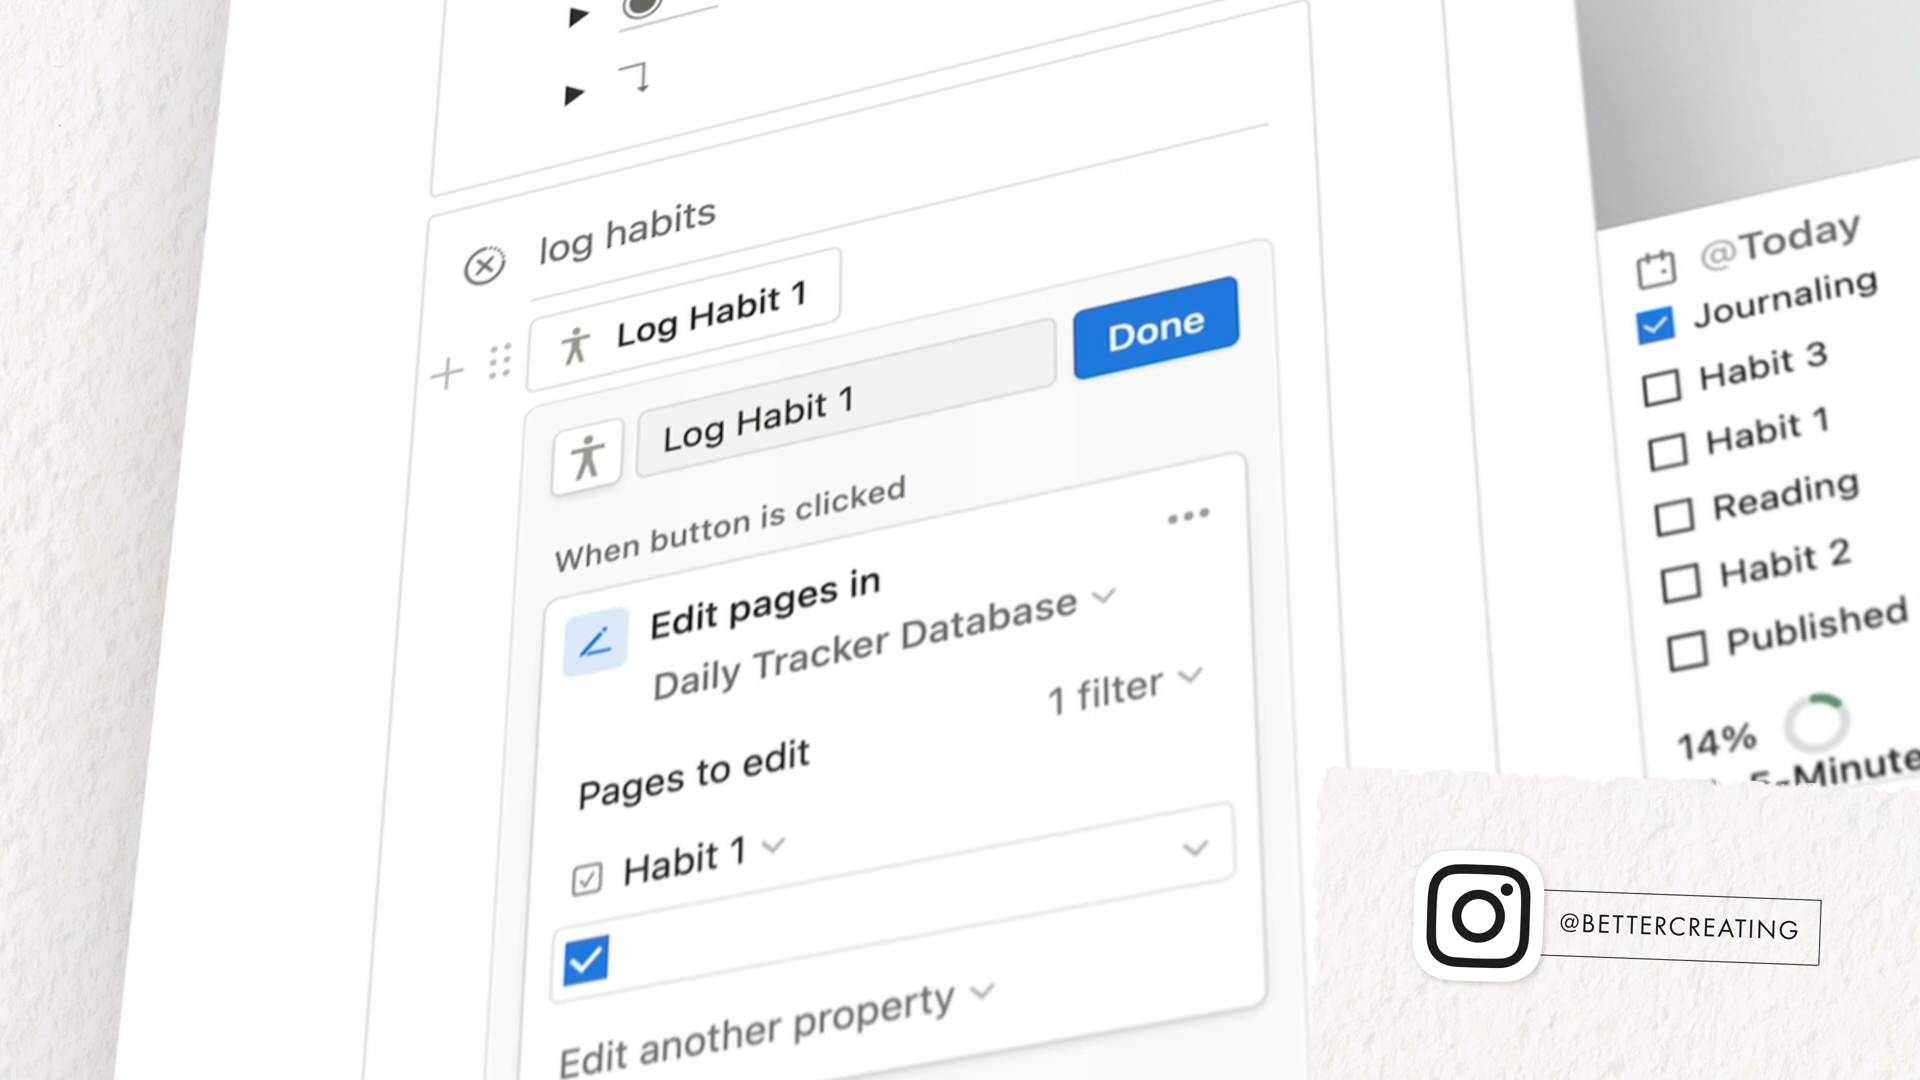 log habits
Log Habit 1
Log Habit 1
Done
When button is clicked
Edit pages in
Daily Tracker Database
1 filter
Pages to edit
Habit 1
Edit another property
@Today
Journaling
Habit 3
Habit 1
Reading
Habit 2
Published
14%
5-Minute
@BETTERCREATING